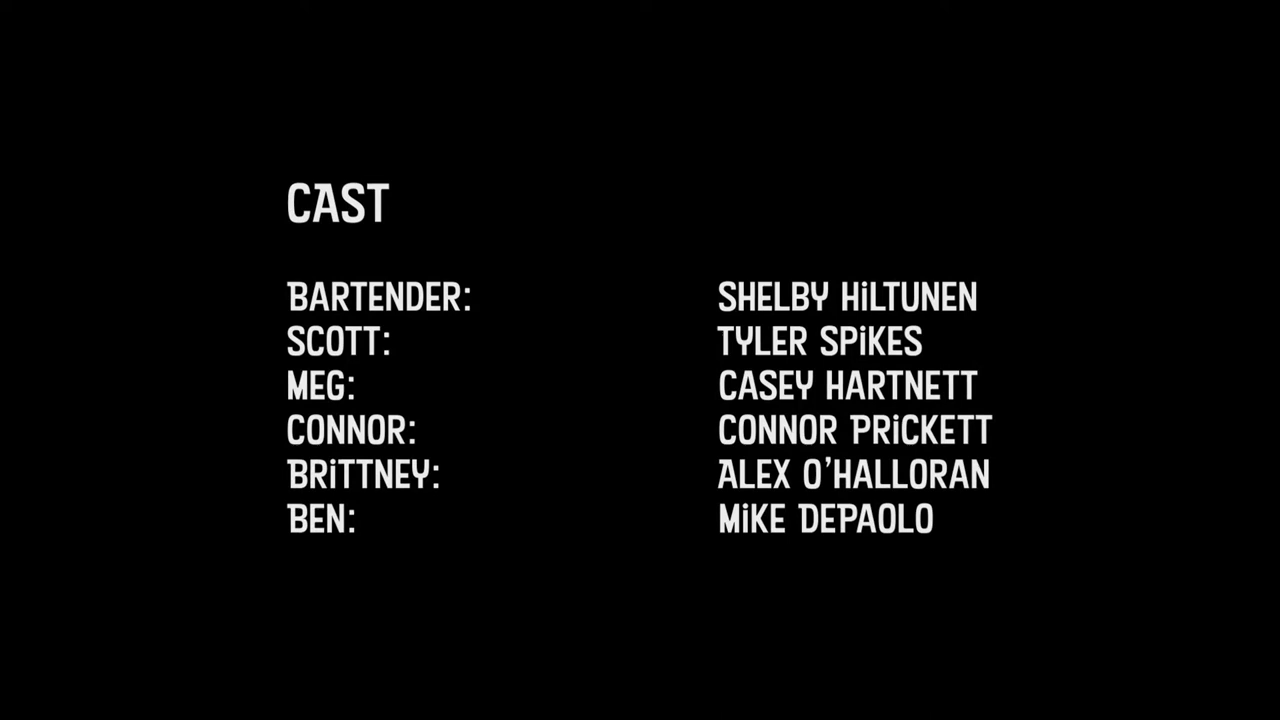 CAST
BARTENDER: SHELBY HiLTUNEN
SCOTT: TYLER SPiKES
MEG: CASEY HARTNETT
CONNOR: CONNOR PRiCKETT
BRiTTNEY: ALEX O'HALLORAN
BEN: MiKE DEPAOLO